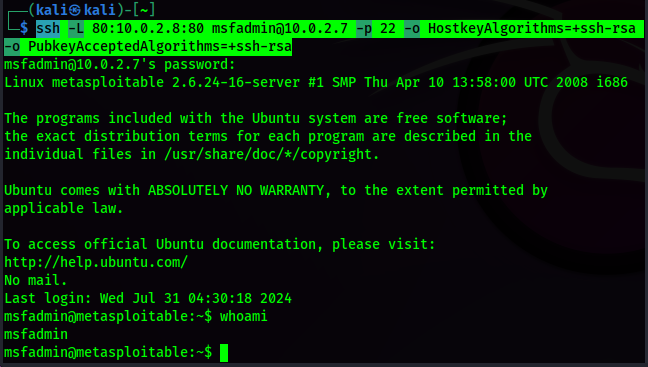 ┌──(kali㉿kali)-[~]
└─$ ssh -L 80:10.0.2.8:80 msfadmin@10.0.2.7 -p 22 -o HostkeyAlgorithms=+ssh-rsa
-o PubkeyAcceptedAlgorithms=+ssh-rsa
msfadmin@10.0.2.7's password:
Linux metasploitable 2.6.24-16-server #1 SMP Thu Apr 10 13:58:00 UTC 2008 i686
The programs included with the Ubuntu system are free software;
the exact distribution terms for each program are described in the
individual files in /usr/share/doc/*/copyright.
Ubuntu comes with ABSOLUTELY NO WARRANTY, to the extent permitted by
applicable law.
To access official Ubuntu documentation, please visit:
http://help.ubuntu.com/
No mail.
Last login: Wed Jul 31 04:30:18 2024
msfadmin@metasploitable:~$ whoami
msfadmin
msfadmin@metasploitable:~$